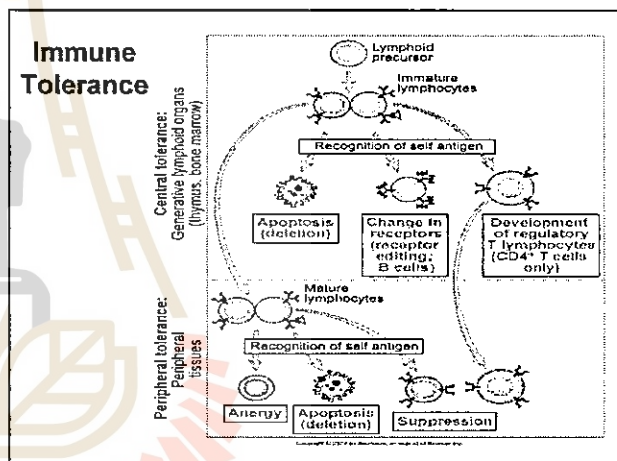 Immune
Tolerance
Lymphoid
precursor
Immature
lymphocytes
Central tolerance:
Generative lymphoid organs
(thymus, bone marrow)
Recognition of self antigen
Apoptosis
(deletion)
Change in
receptors
(receptor
editing;
B cells)
Development
of regulatory
T lymphocytes
(CD4+ T cells
only)
Mature
lymphocytes
Peripheral tolerance:
Peripheral
tissues
Recognition of self antigen
Anergy
Apoptosis
(deletion)
Suppression